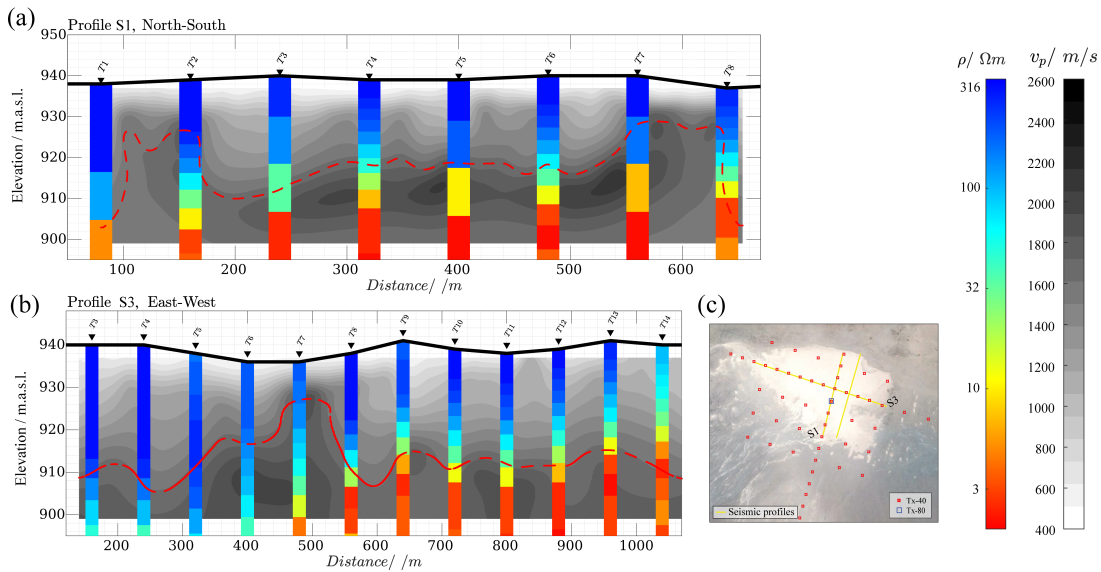 (a)
Profile S1, North-South
T1 T2 T3 T4 T5 T6 T7 T8
950
940
930
920
910
900
Elevation / m.a.s.l.
100 200 300 400 500 600
Distance/ /m
(b)
Profile S3, East-West
T3 T4 T5 T6 T7 T8 T9 T10 T11 T12 T13 T14
940
930
920
910
900
Elevation / m.a.s.l.
200 300 400 500 600 700 800 900 1000
Distance/ /m
(c)
S3
S1
Seismic profiles
Tx-40
Tx-80
ρ/ Ωm
316
100
32
10
3
v_p/ m/s
2600
2400
2200
2000
1800
1600
1400
1200
1000
800
600
400